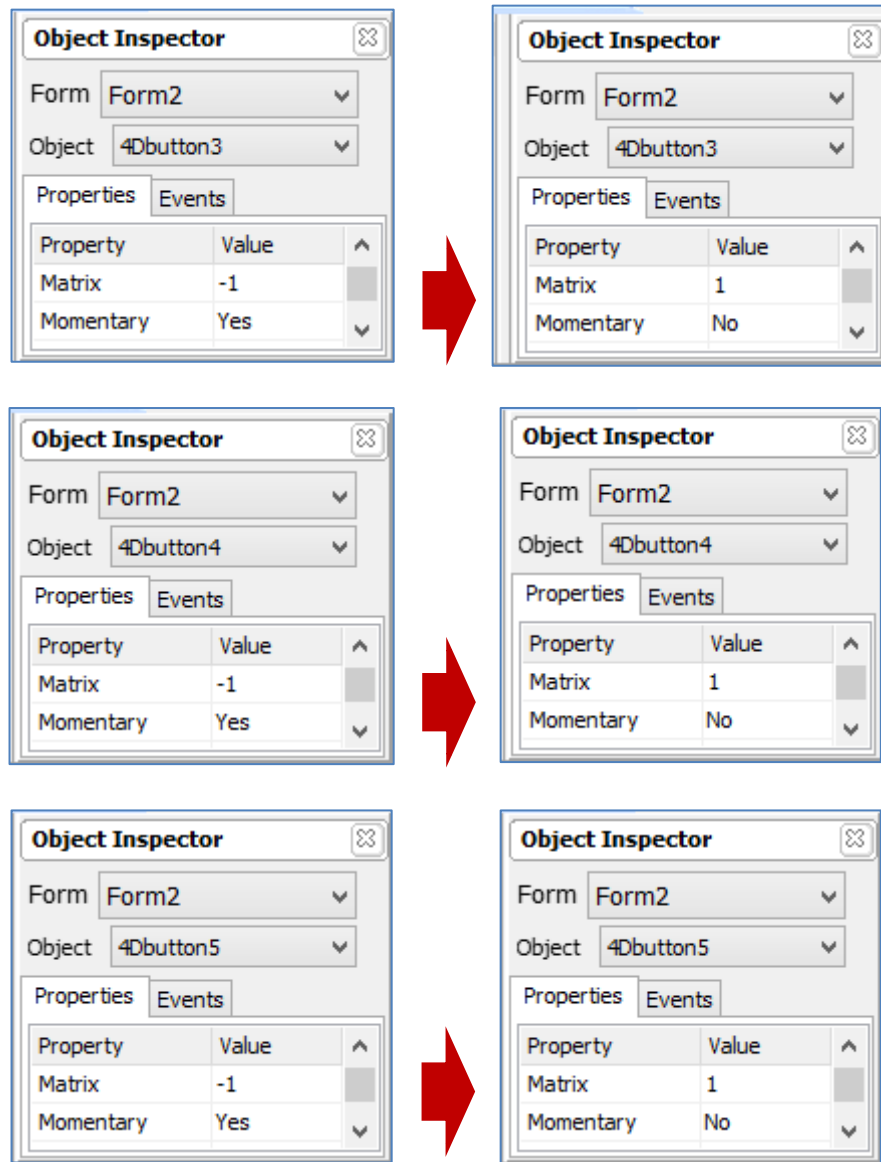 Object Inspector
Form Form2
Object 4Dbutton3
Properties Events
Property Value
Matrix -1
Momentary Yes
Object Inspector
Form Form2
Object 4Dbutton3
Properties Events
Property Value
Matrix 1
Momentary No
Object Inspector
Form Form2
Object 4Dbutton4
Properties Events
Property Value
Matrix -1
Momentary Yes
Object Inspector
Form Form2
Object 4Dbutton4
Properties Events
Property Value
Matrix 1
Momentary No
Object Inspector
Form Form2
Object 4Dbutton5
Properties Events
Property Value
Matrix -1
Momentary Yes
Object Inspector
Form Form2
Object 4Dbutton5
Properties Events
Property Value
Matrix 1
Momentary No